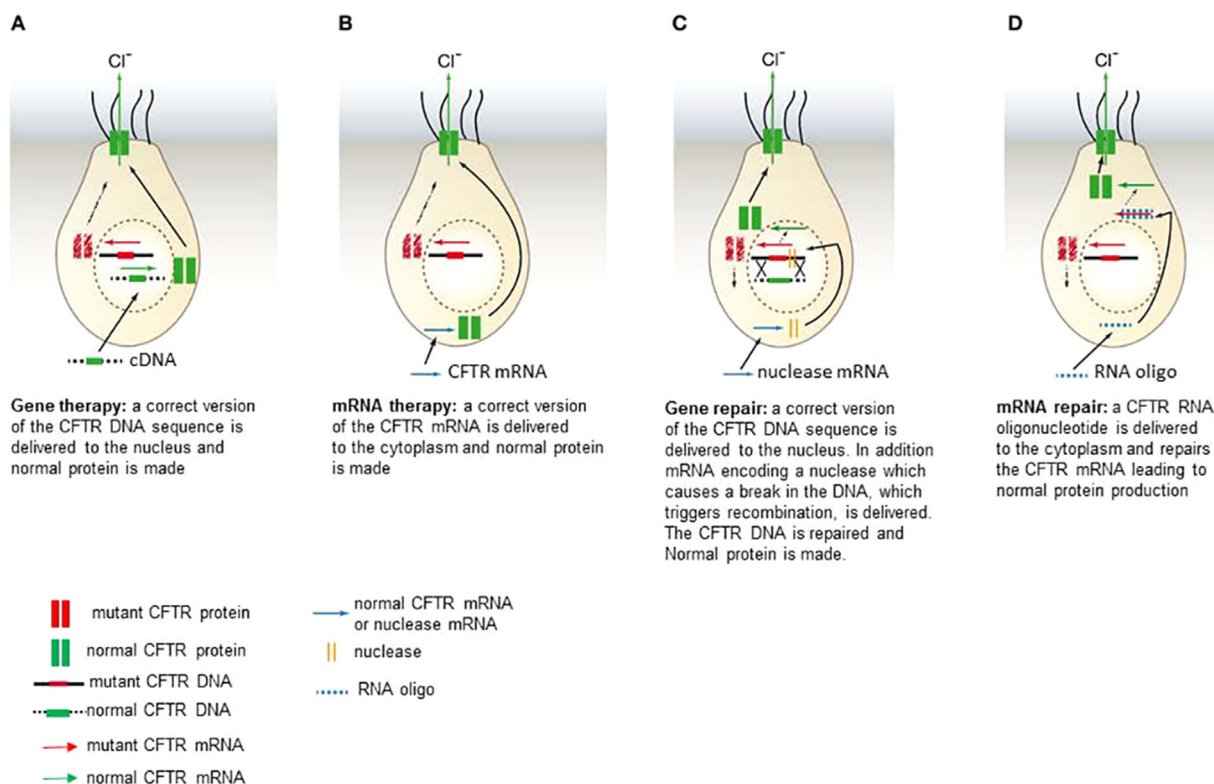 A
B
C
D
Cl⁻
Cl⁻
Cl⁻
Cl⁻
cDNA
CFTR mRNA
nuclease mRNA
RNA oligo
Gene therapy: a correct version
of the CFTR DNA sequence is
delivered to the nucleus and
normal protein is made
mRNA therapy: a correct version
of the CFTR mRNA is delivered
to the cytoplasm and normal protein
is made
Gene repair: a correct version
of the CFTR DNA sequence is
delivered to the nucleus. In addition
mRNA encoding a nuclease which
causes a break in the DNA, which
triggers recombination, is delivered.
The CFTR DNA is repaired and
Normal protein is made.
mRNA repair: a CFTR RNA
oligonucleotide is delivered
to the cytoplasm and repairs
the CFTR mRNA leading to
normal protein production
mutant CFTR protein
normal CFTR protein
mutant CFTR DNA
normal CFTR DNA
mutant CFTR mRNA
normal CFTR mRNA
normal CFTR mRNA
or nuclease mRNA
nuclease
RNA oligo